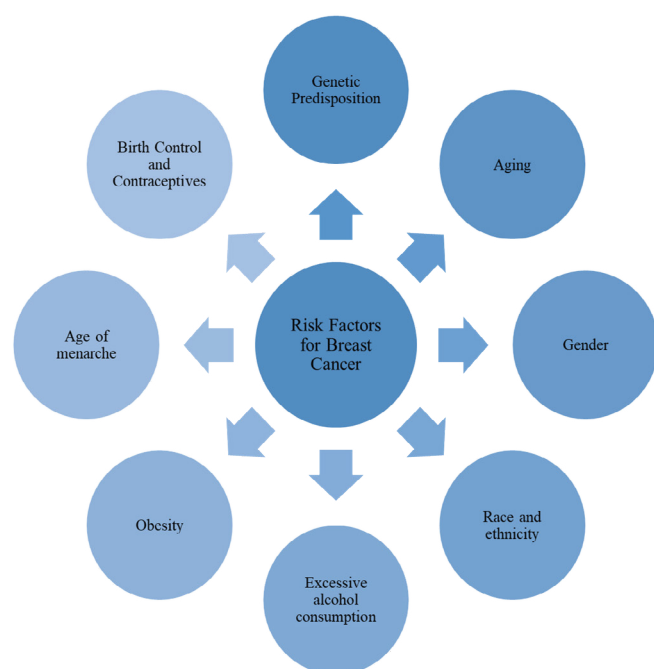 Genetic
Predisposition
Aging
Gender
Race and
ethnicity
Excessive
alcohol
consumption
Obesity
Age of
menarche
Birth Control
and
Contraceptives
Risk Factors
for Breast
Cancer